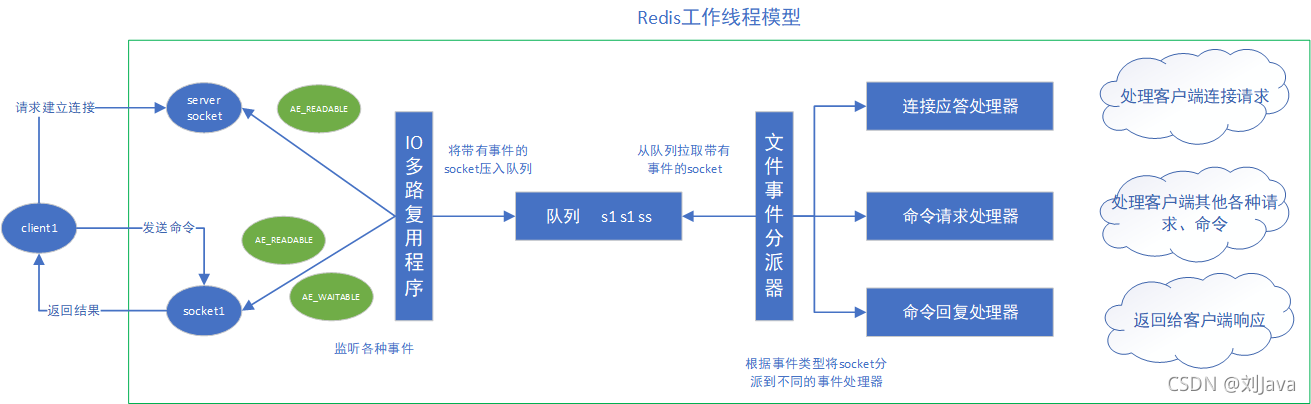 Redis工作线程模型
请求建立连接
server
socket
AE_READABLE
client1
发送命令
返回结果
socket1
AE_READABLE
AE_WAITABLE
监听各种事件
IO多路复用程序
将带有事件的
socket压入队列
队列 s1 s1 ss
从队列拉取带有
事件的socket
文件事件分派器
根据事件类型将socket分
派到不同的事件处理器
连接应答处理器
处理客户端连接请求
命令请求处理器
处理客户端其他各种请
求、命令
命令回复处理器
返回给客户端响应
CSDN @刘Java